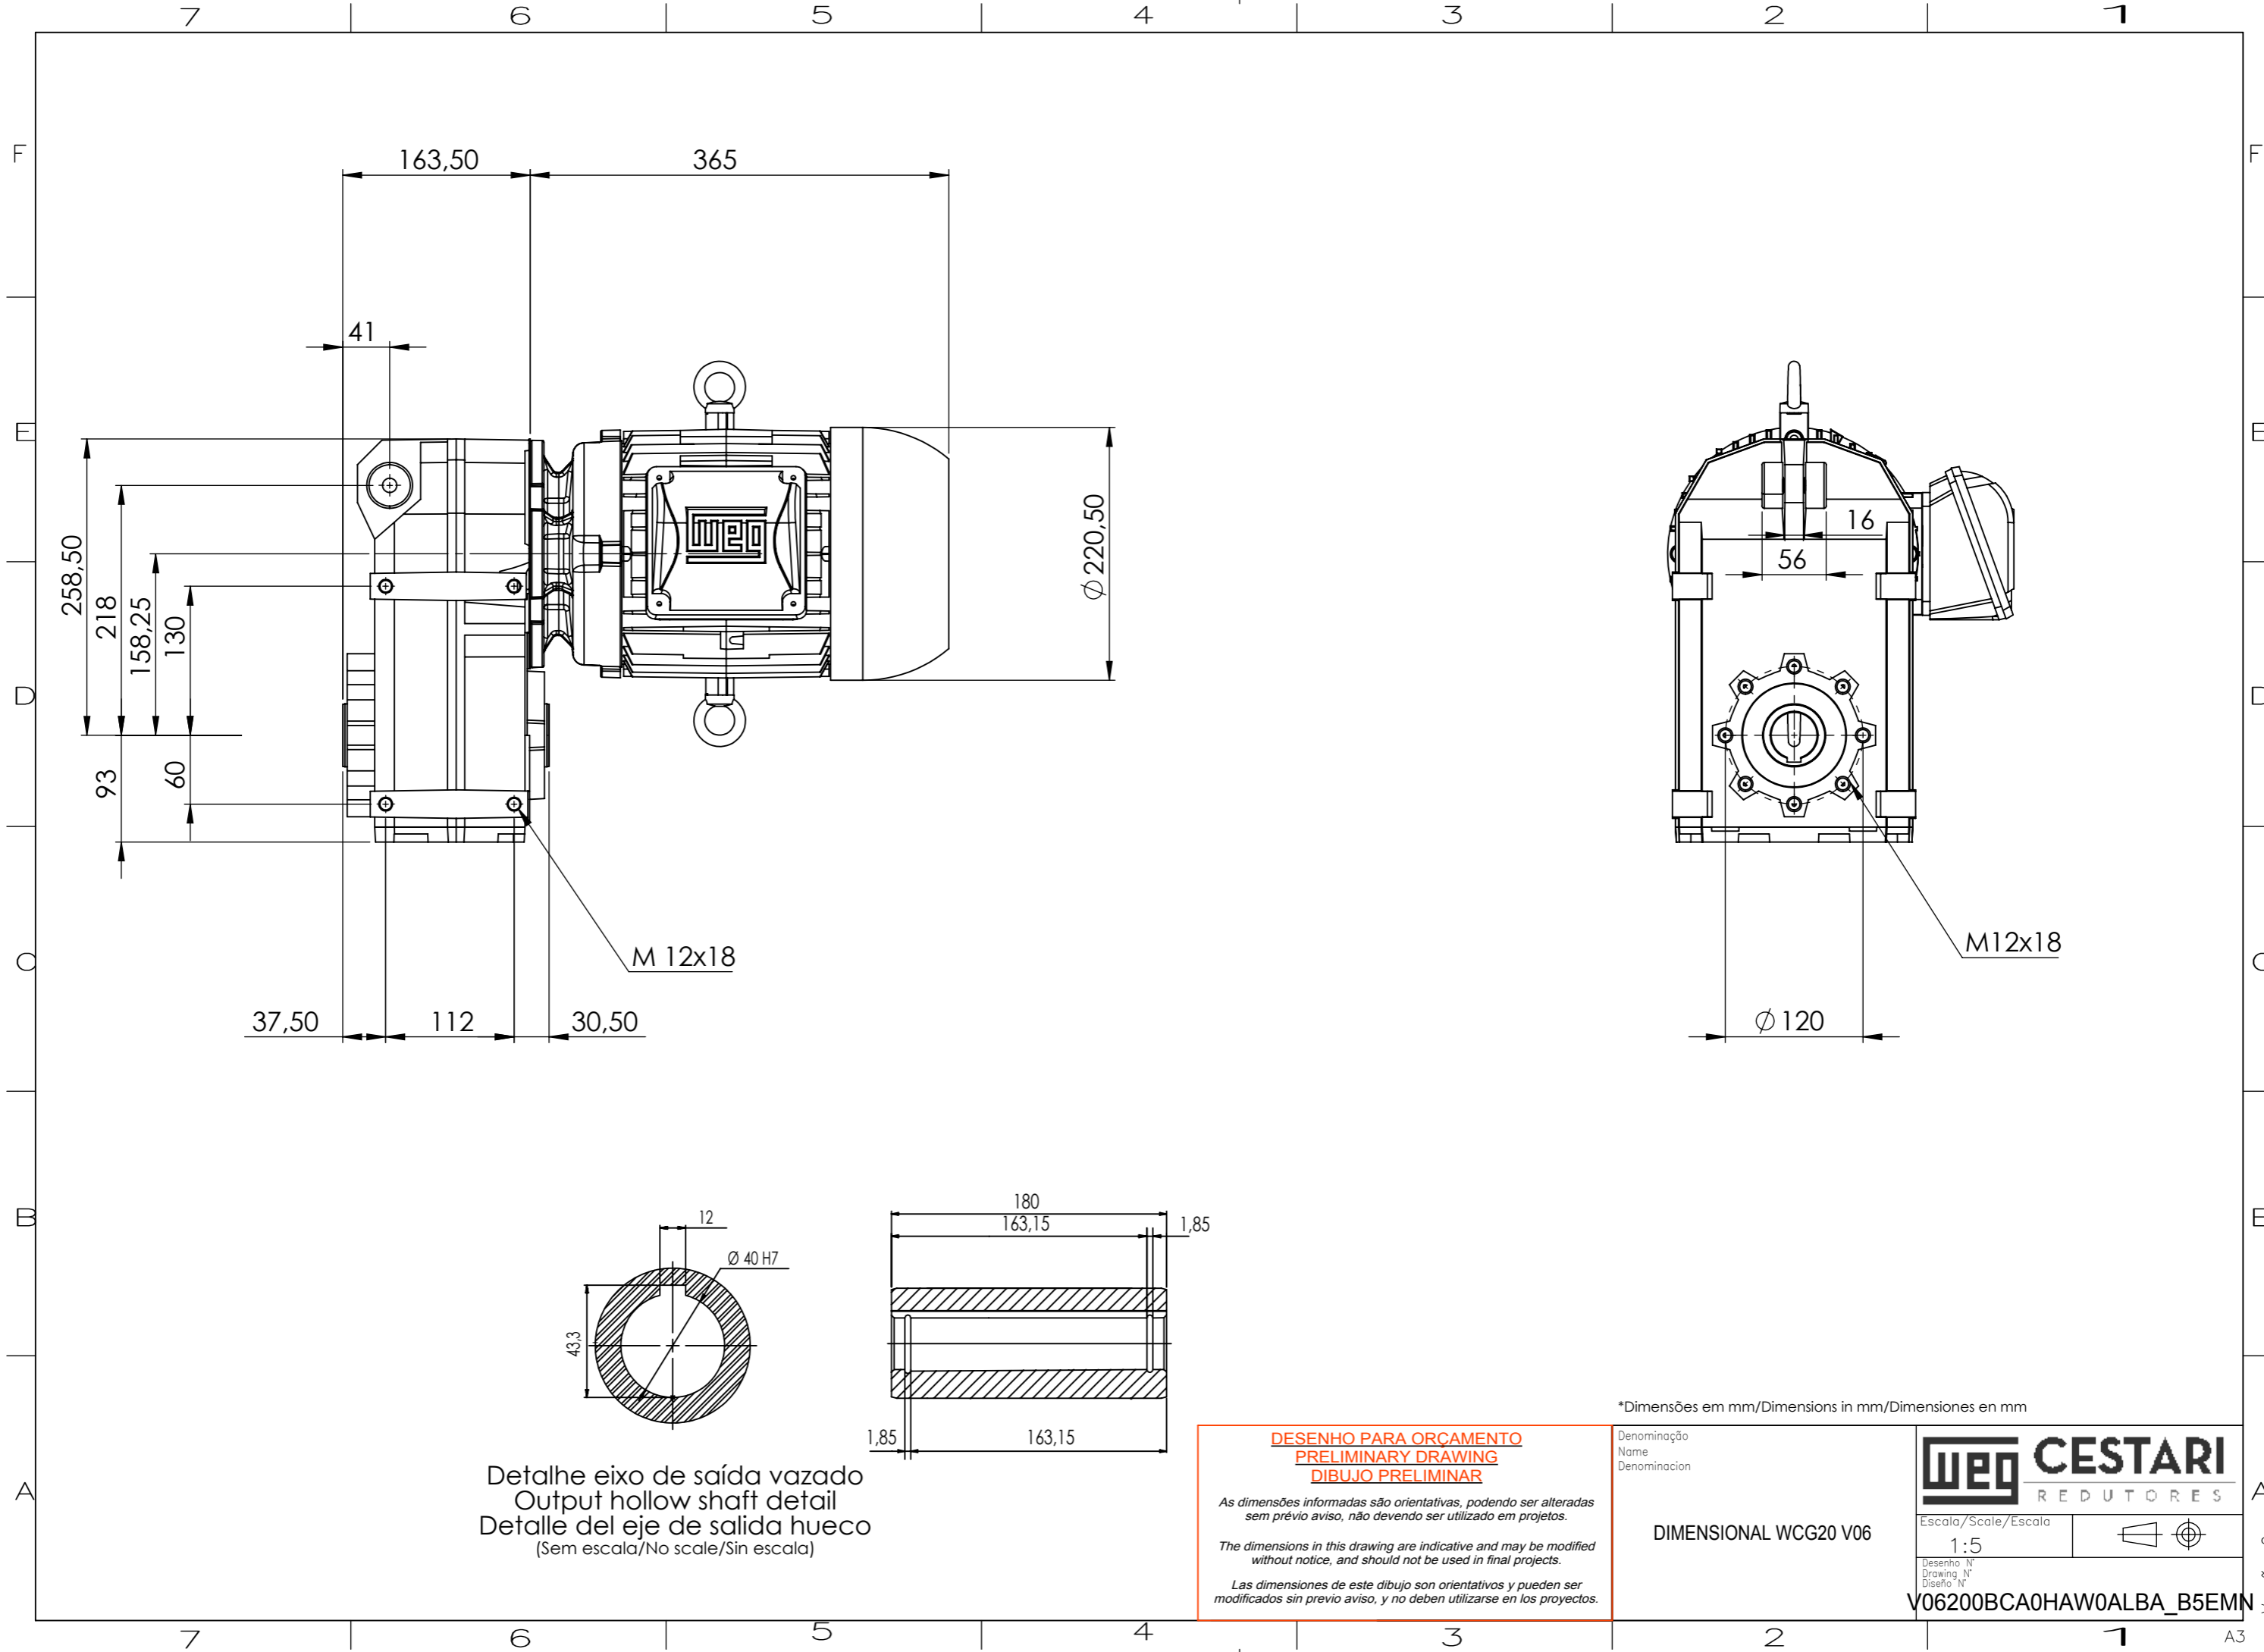 7 6 5 4 3 2 1
F F
163,50 365
41
E E
258,50
218
158,25
130
Ø 220,50
16
56
D D
93
60
M 12x18
M12x18
C C
37,50 112 30,50
Ø 120
B B
12
Ø 40 H7
43,3
180
163,15 1,85
1,85 163,15
Detalhe eixo de saída vazado
Output hollow shaft detail
Detalle del eje de salida hueco
(Sem escala/No scale/Sin escala)
*Dimensões em mm/Dimensions in mm/Dimensiones en mm
A A
DESENHO PARA ORÇAMENTO
PRELIMINARY DRAWING
DIBUJO PRELIMINAR
As dimensões informadas são orientativas, podendo ser alteradas
sem prévio aviso, não devendo ser utilizado em projetos.
The dimensions in this drawing are indicative and may be modified
without notice, and should not be used in final projects.
Las dimensiones de este dibujo son orientativos y pueden ser
modificados sin previo aviso, y no deben utilizarse en los proyectos.
Denominação
Name
Denominacion
DIMENSIONAL WCG20 V06
weg CESTARI
REDUTORES
Escala/Scale/Escala
1:5
Desenho N°
Drawing N°
Diseño N°
V06200BCA0HAW0ALBA_B5EMN
7 6 5 4 3 2 1
A3